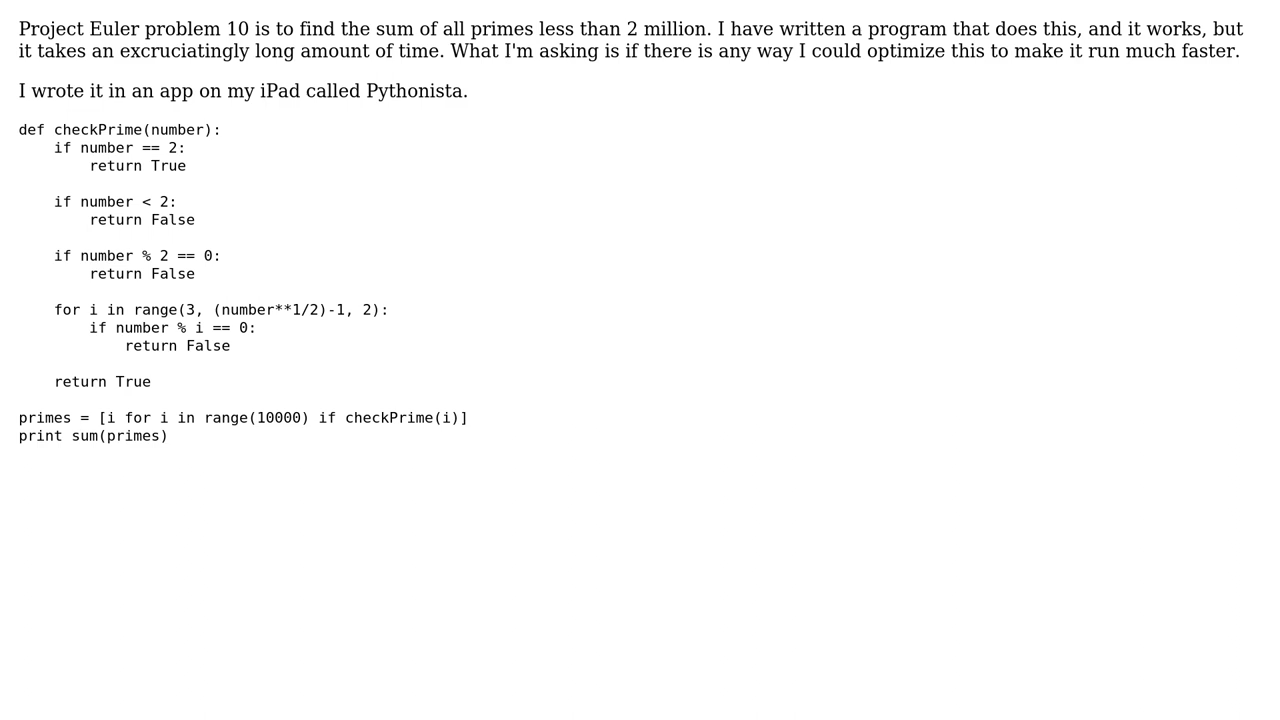 Project Euler problem 10 is to find the sum of all primes less than 2 million. I have written a program that does this, and it works, but
it takes an excruciatingly long amount of time. What I'm asking is if there is any way I could optimize this to make it run much faster.
I wrote it in an app on my iPad called Pythonista.
def checkPrime(number):
    if number == 2:
        return True
    if number < 2:
        return False
    if number % 2 == 0:
        return False
    for i in range(3, (number**1/2)-1, 2):
        if number % i == 0:
            return False
    return True
primes = [i for i in range(10000) if checkPrime(i)]
print sum(primes)